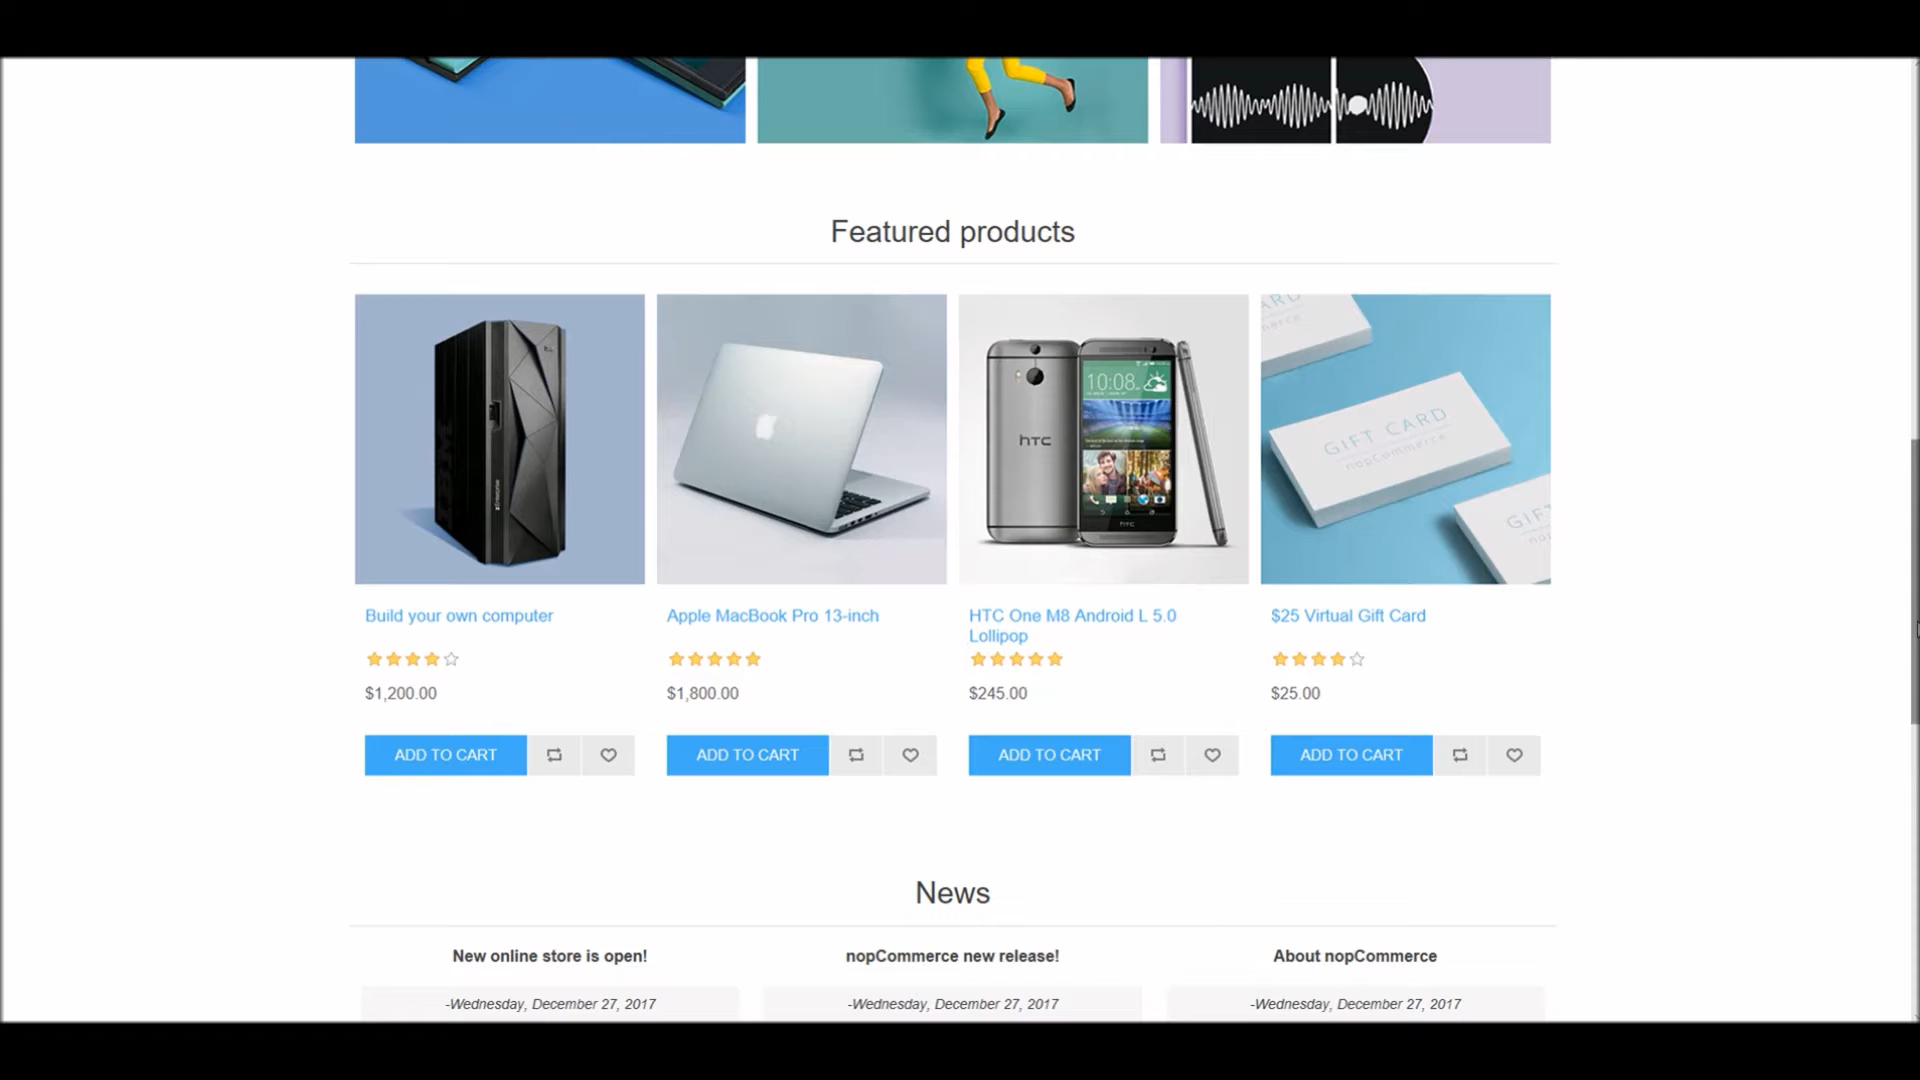 Featured products
10:08
hTC
hTC
GIFT CARD
nopCommerce
Build your own computer
Apple MacBook Pro 13-inch
HTC One M8 Android L 5.0
Lollipop
$25 Virtual Gift Card
$1,200.00
$1,800.00
$245.00
$25.00
ADD TO CART
ADD TO CART
ADD TO CART
ADD TO CART
News
New online store is open!
nopCommerce new release!
About nopCommerce
-Wednesday, December 27, 2017
-Wednesday, December 27, 2017
-Wednesday, December 27, 2017